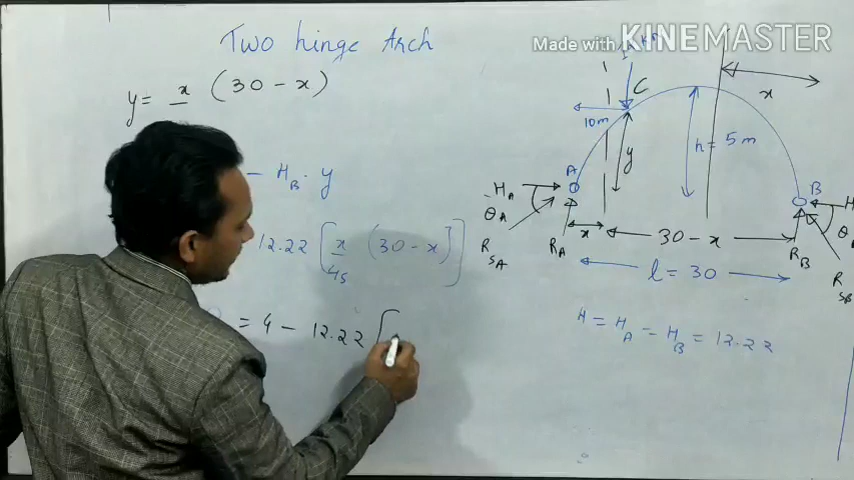 Made with KINEMASTER
Two hinge Arch
y = x (30 - x)
- H_B . y
12.22 [ x/45 (30 - x) ]
= 4 - 12.22 [
C
x
10m
y
h = 5m
A
B
H_A
H
θ_A
θ
R_SA
R_A
x
30 - x
R_B
R_SB
l = 30
H = H_A - H_B = 12.22